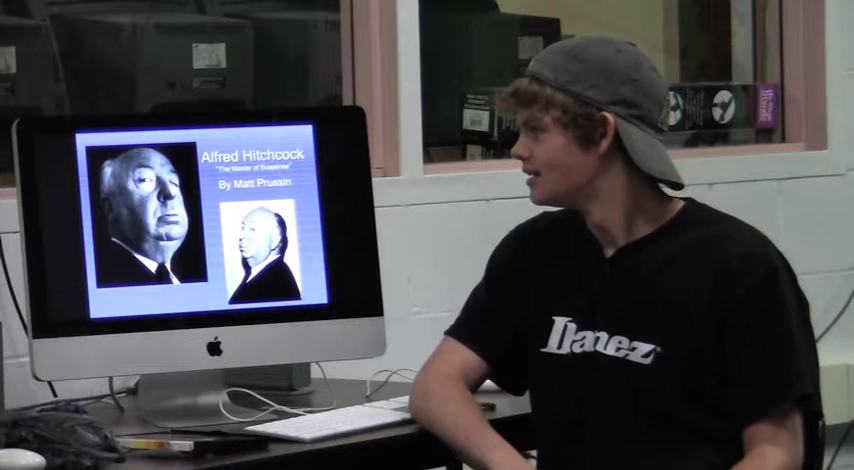 Alfred Hitchcock
"The Master of Suspense"
By Matt Prussin
Ibanez